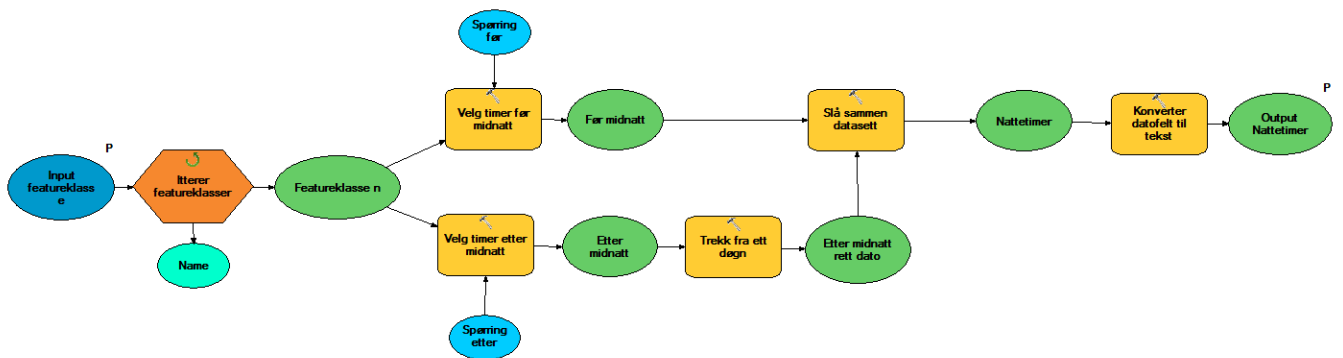 P
Input
featureklass
e
Itterer
featureklasser
Name
Featureklasse n
Spørring
før
Velg timer før
midnatt
Før midnatt
Velg timer etter
midnatt
Spørring
etter
Etter
midnatt
Trekk fra ett
døgn
Etter midnatt
rett dato
Slå sammen
datasett
Nattetimer
Konverter
datofelt til
tekst
P
Output
Nattetimer